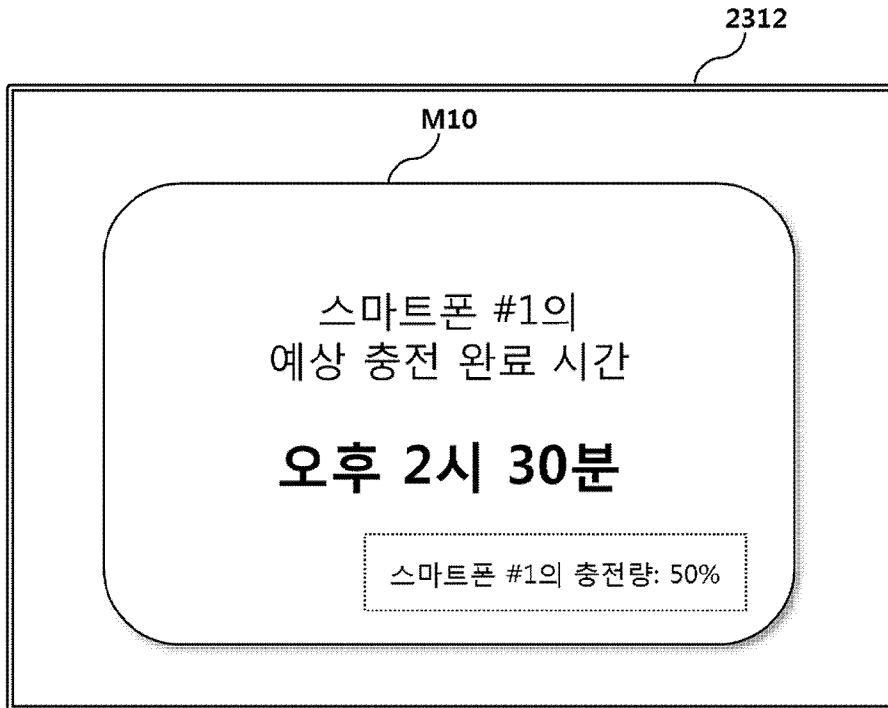 2312
M10
스마트폰 #1의
예상 충전 완료 시간
오후 2시 30분
스마트폰 #1의 충전량: 50%